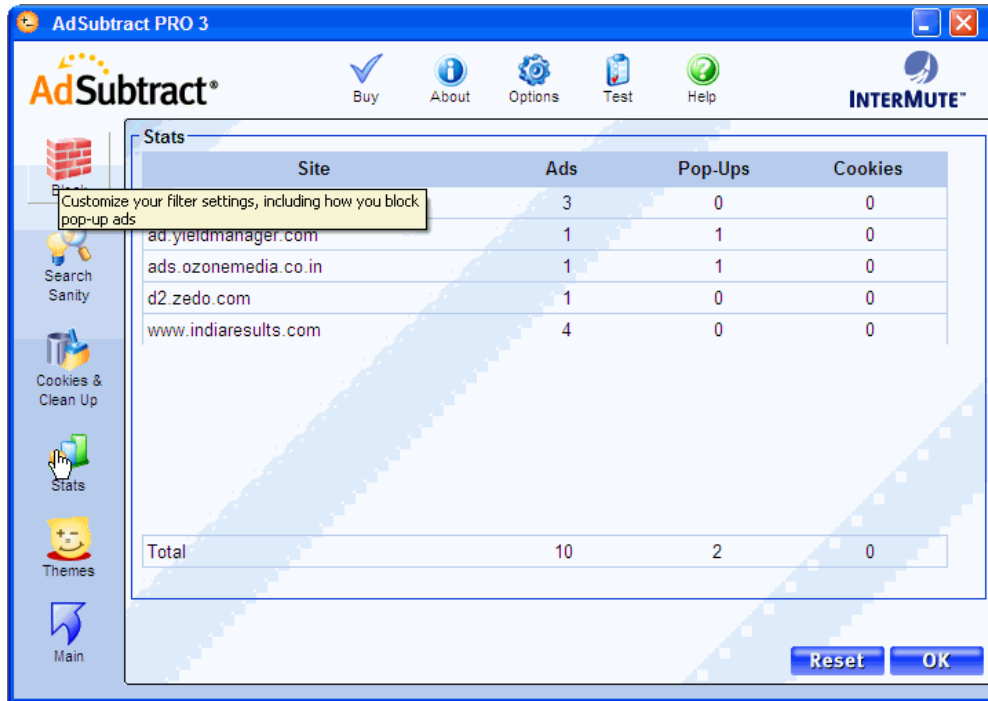 AdSubtract PRO 3
AdSubtract®
Buy
About
Options
Test
Help
INTERMUTE™
Stats
Site Ads Pop-Ups Cookies
3 0 0
Customize your filter settings, including how you block
pop-up ads
ad.yieldmanager.com 1 1 0
ads.ozonemedia.co.in 1 1 0
d2.zedo.com 1 0 0
www.indiaresults.com 4 0 0
Total 10 2 0
Block
Search
Sanity
Cookies &
Clean Up
Stats
Themes
Main
Reset
OK